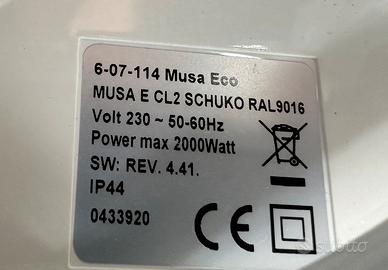 6-07-114 Musa Eco
MUSA E CL2 SCHUKO RAL9016
Volt 230 ~ 50-60Hz
Power max 2000Watt
SW: REV. 4.41.
IP44
0433920
CE
subito